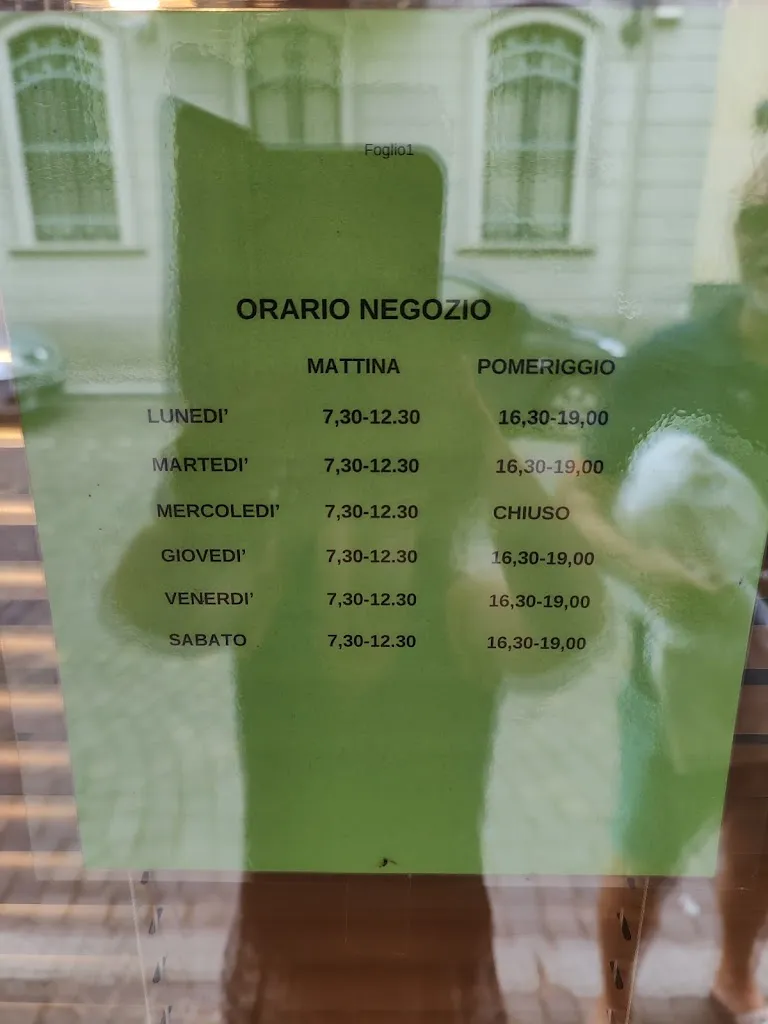 Foglio1
ORARIO NEGOZIO
MATTINA POMERIGGIO
LUNEDI’ 7,30-12.30 16,30-19,00
MARTEDI’ 7,30-12.30 16,30-19,00
MERCOLEDI’ 7,30-12.30 CHIUSO
GIOVEDI’ 7,30-12.30 16,30-19,00
VENERDI’ 7,30-12.30 16,30-19,00
SABATO 7,30-12.30 16,30-19,00